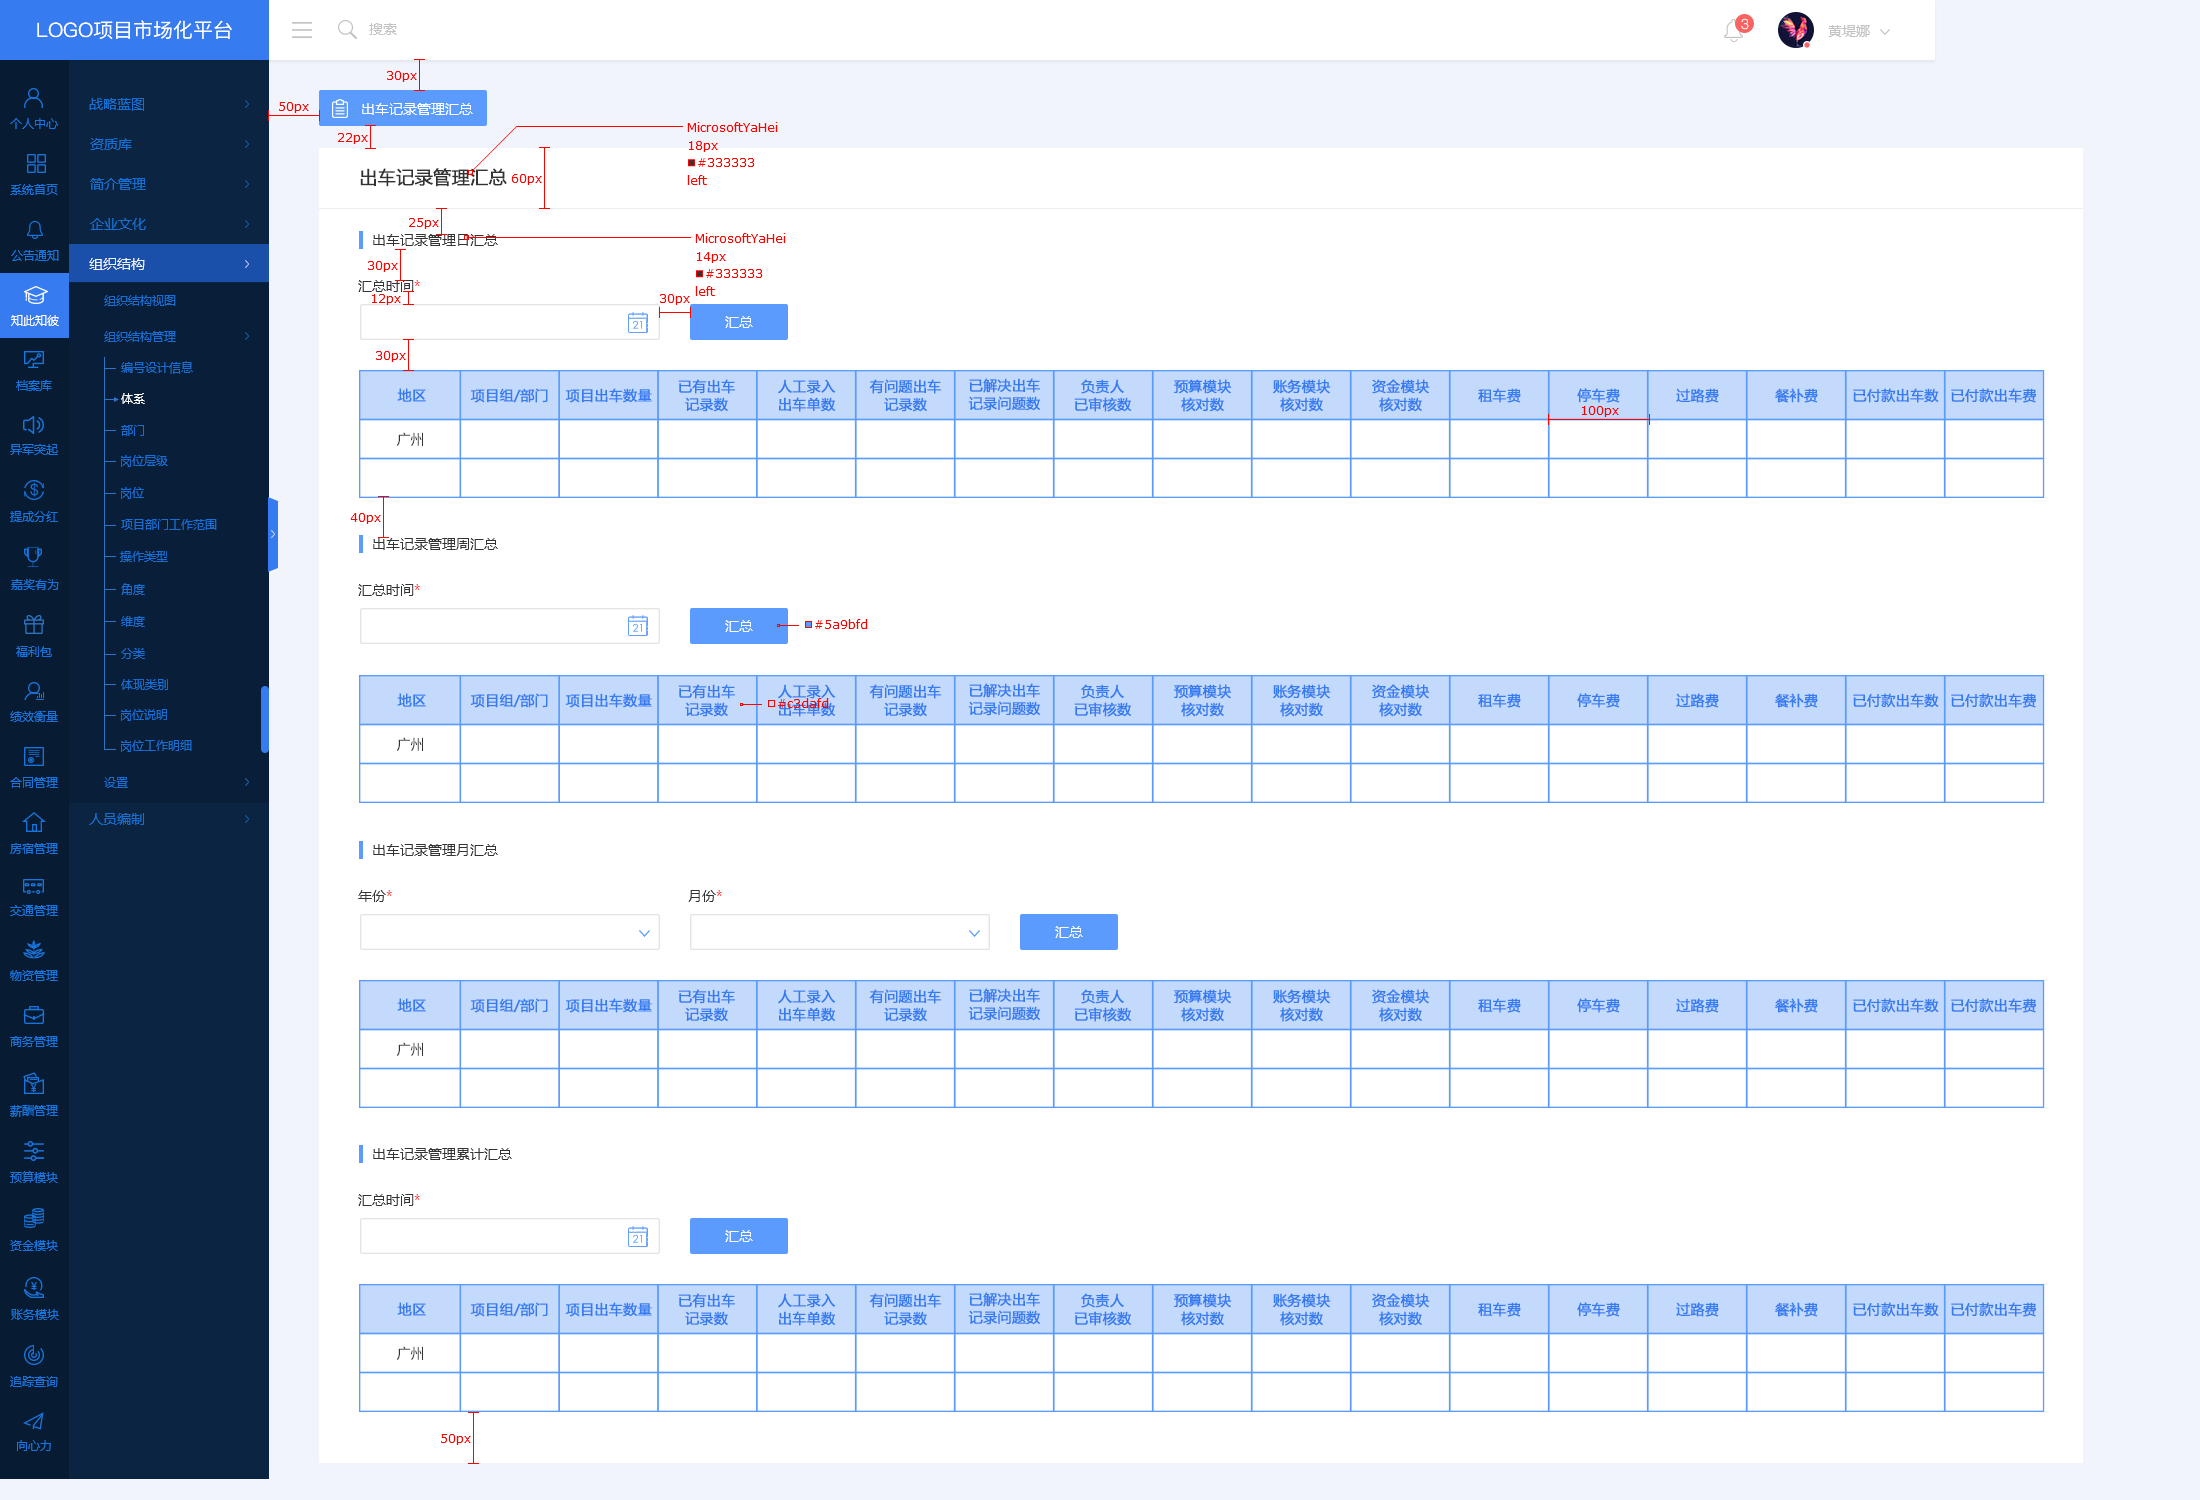 LOGO项目市场化平台
搜索
3
黄堤娜
个人中心
系统首页
公告通知
知此知彼
档案库
异军突起
提成分红
嘉奖有为
福利包
绩效衡量
合同管理
房宿管理
交通管理
物资管理
商务管理
薪酬管理
预算模块
资金模块
账务模块
追踪查询
向心力
战略蓝图
资质库
简介管理
企业文化
组织结构
组织结构视图
组织结构管理
编号设计信息
体系
部门
岗位层级
岗位
项目部门工作范围
操作类型
角度
维度
分类
体现类别
岗位说明
岗位工作明细
设置
人员编制
30px
50px
出车记录管理汇总
22px
MicrosoftYaHei
18px
#333333
left
出车记录管理汇总
60px
25px
出车记录管理日汇总
MicrosoftYaHei
14px
#333333
left
30px
汇总时间*
12px
30px
21
汇总
30px
地区 项目组/部门 项目出车数量 已有出车记录数 人工录入出车单数 有问题出车记录数 已解决出车记录问题数 负责人已审核数 预算模块核对数 账务模块核对数 资金模块核对数 租车费 停车费 过路费 餐补费 已付款出车数 已付款出车费
100px
广州
40px
出车记录管理周汇总
汇总时间*
21
汇总
#5a9bfd
地区 项目组/部门 项目出车数量 已有出车记录数 人工录入出车单数 有问题出车记录数 已解决出车记录问题数 负责人已审核数 预算模块核对数 账务模块核对数 资金模块核对数 租车费 停车费 过路费 餐补费 已付款出车数 已付款出车费
#c3dafd
广州
出车记录管理月汇总
年份*
月份*
汇总
地区 项目组/部门 项目出车数量 已有出车记录数 人工录入出车单数 有问题出车记录数 已解决出车记录问题数 负责人已审核数 预算模块核对数 账务模块核对数 资金模块核对数 租车费 停车费 过路费 餐补费 已付款出车数 已付款出车费
广州
出车记录管理累计汇总
汇总时间*
21
汇总
地区 项目组/部门 项目出车数量 已有出车记录数 人工录入出车单数 有问题出车记录数 已解决出车记录问题数 负责人已审核数 预算模块核对数 账务模块核对数 资金模块核对数 租车费 停车费 过路费 餐补费 已付款出车数 已付款出车费
广州
50px